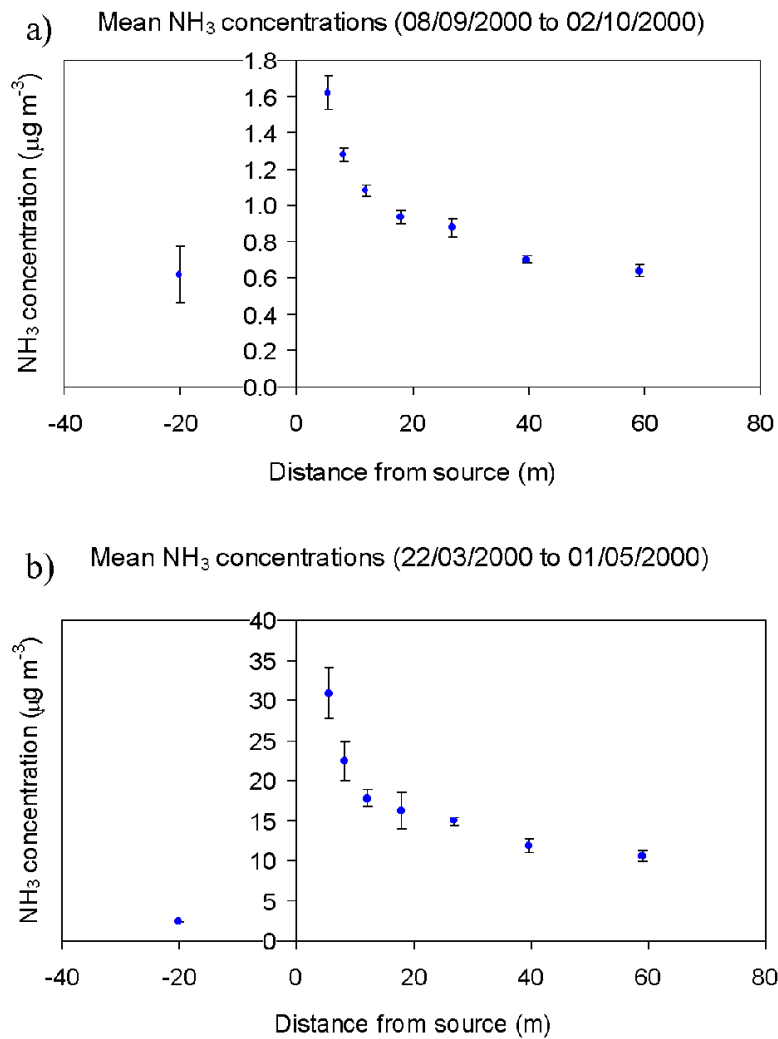 a) Mean NH₃ concentrations (08/09/2000 to 02/10/2000)
NH₃ concentration (µg m⁻³)
1.8
1.6
1.4
1.2
1.0
0.8
0.6
0.4
0.2
0.0
-40 -20 0 20 40 60 80
Distance from source (m)
b) Mean NH₃ concentrations (22/03/2000 to 01/05/2000)
NH₃ concentration (µg m⁻³)
40
35
30
25
20
15
10
5
0
-40 -20 0 20 40 60 80
Distance from source (m)